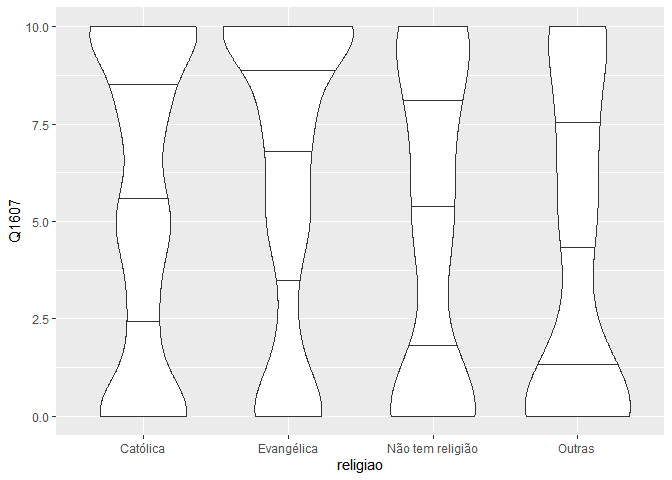 10.0
7.5
5.0
2.5
0.0
Q1607
Católica
Evangélica
Não tem religião
Outras
religiao